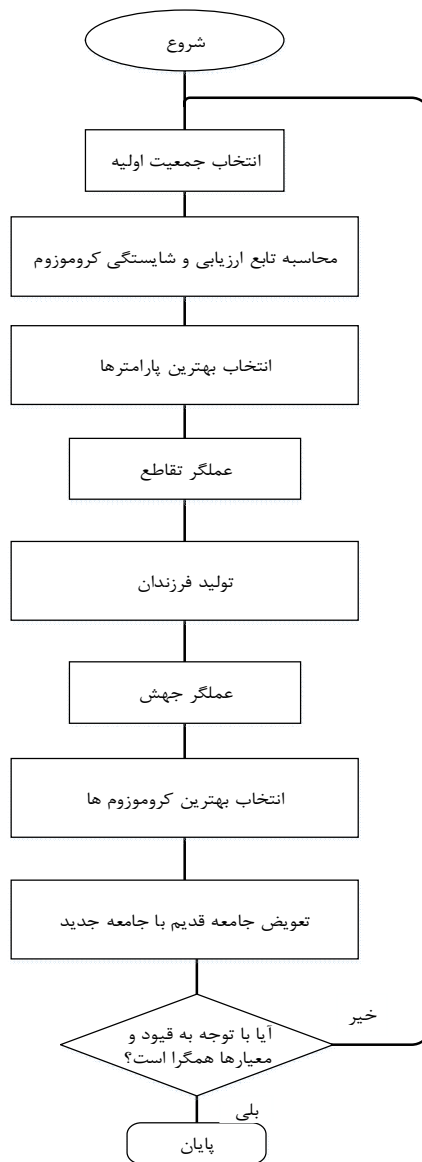 شروع
انتخاب جمعیت اولیه
محاسبه تابع ارزیابی و شایستگی کروموزوم
انتخاب بهترین پارامترها
عملگر تقاطع
تولید فرزندان
عملگر جهش
انتخاب بهترین کروموزوم ها
تعویض جامعه قدیم با جامعه جدید
آیا با توجه به قیود و
معیارها همگرا است؟
خیر
بلی
پایان